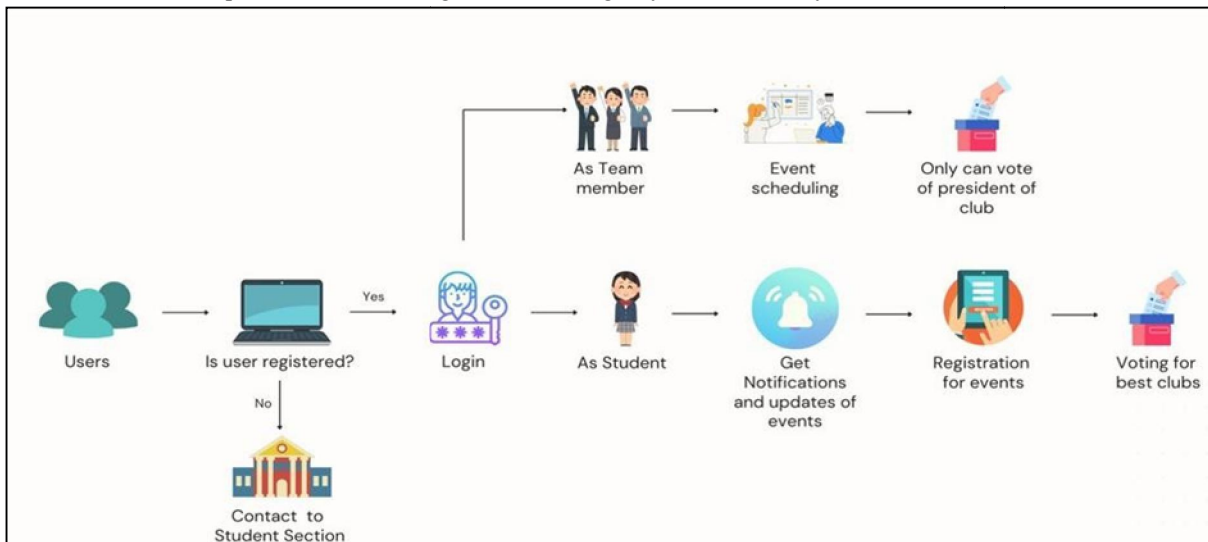 As Team
member
Event
scheduling
Only can vote
of president of
club
Yes
Users
Is user registered?
Login
As Student
Get
Notifications
and updates of
events
Registration
for events
Voting for
best clubs
No
Contact to
Student Section